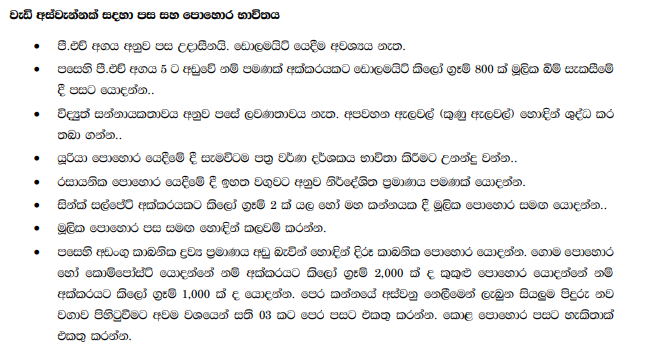 වැඩි අස්වැන්නක් සඳහා පස සහ පොහොර භාවිතය
• පී.එච් අගය අනුව පස උදාසීනයි. ඩොලමයිට් යෙදීම අවශ්‍යය නැත.
• පසෙහි පී.එච් අගය 5 ට අඩුවේ නම් පමණක් අක්කරයකට ඩොලමයිට් කිලෝ ග්‍රෑම් 800 ක් මූලික බිම් සැකසීමේ
දී පසට යොදන්න..
• විද්‍යුත් සන්නායකතාවය අනුව පසේ ලවණතාවය නැත. අපවහන ඇලවල් (කුණු ඇලවල්) හොඳින් ශුද්ධ කර
තබා ගන්න..
• යූරියා පොහොර යෙදීමේ දී සැමවිටම පත්‍ර වර්ණ දර්ශකය භාවිතා කිරීමට උනන්දු වන්න..
• රසායනික පොහොර යෙදීමේ දී ඉහත වගුවට අනුව නිර්දේශිත ප්‍රමාණය පමණක් යොදන්න.
• සින්ක් සල්පේට් අක්කරයකට කිලෝ ග්‍රෑම් 2 ක් යල හෝ මහ කන්නයක දී මූලික පොහොර සමඟ යොදන්න..
• මූලික පොහොර පස සමඟ හොඳින් කලවම් කරන්න.
• පසෙහි අඩංගු කාබනික ද්‍රව්‍ය ප්‍රමාණය අඩු බැවින් හොඳින් දිරූ කාබනික පොහොර යොදන්න. ගොම පොහොර
හෝ කොම්පෝස්ට් යොදන්නේ නම් අක්කරයට කිලෝ ග්‍රෑම් 2,000 ක් ද කුකුළු පොහොර යොදන්නේ නම්
අක්කරයට කිලෝ ග්‍රෑම් 1,000 ක් ද යොදන්න. පෙර කන්නයේ අස්වනු නෙලීමෙන් ලැබුන සියලුම පිදුරු නව
වගාව පිහිටුවීමට අවම වශයෙන් සති 03 කට පෙර පසට එකතු කරන්න. කොළ පොහොර පසට හැකිතාක්
එකතු කරන්න.